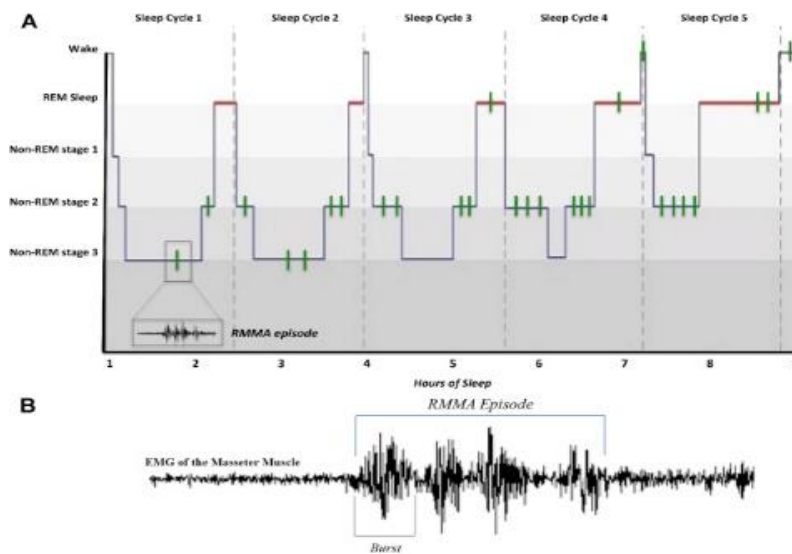 A
Sleep Cycle 1 Sleep Cycle 2 Sleep Cycle 3 Sleep Cycle 4 Sleep Cycle 5
Wake
REM Sleep
Non-REM stage 1
Non-REM stage 2
Non-REM stage 3
RMMA episode
1 2 3 4 5 6 7 8
Hours of Sleep
B
RMMA Episode
EMG of the Masseter Muscle
Burst